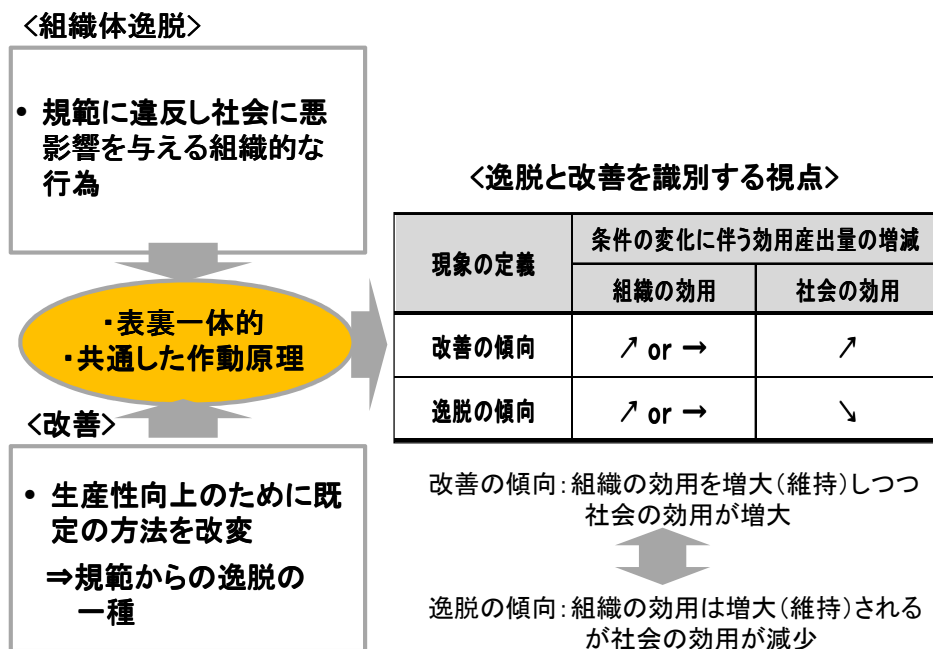 <組織体逸脱>
• 規範に違反し社会に悪
影響を与える組織的な
行為
・表裏一体的
・共通した作動原理
<改善>
• 生産性向上のために既
定の方法を改変
⇒規範からの逸脱の
一種
<逸脱と改善を識別する視点>
現象の定義
条件の変化に伴う効用産出量の増減
組織の効用 社会の効用
改善の傾向 ↗ or → ↗
逸脱の傾向 ↗ or → ↘
改善の傾向：組織の効用を増大（維持）しつつ
社会の効用が増大
逸脱の傾向：組織の効用は増大（維持）される
が社会の効用が減少